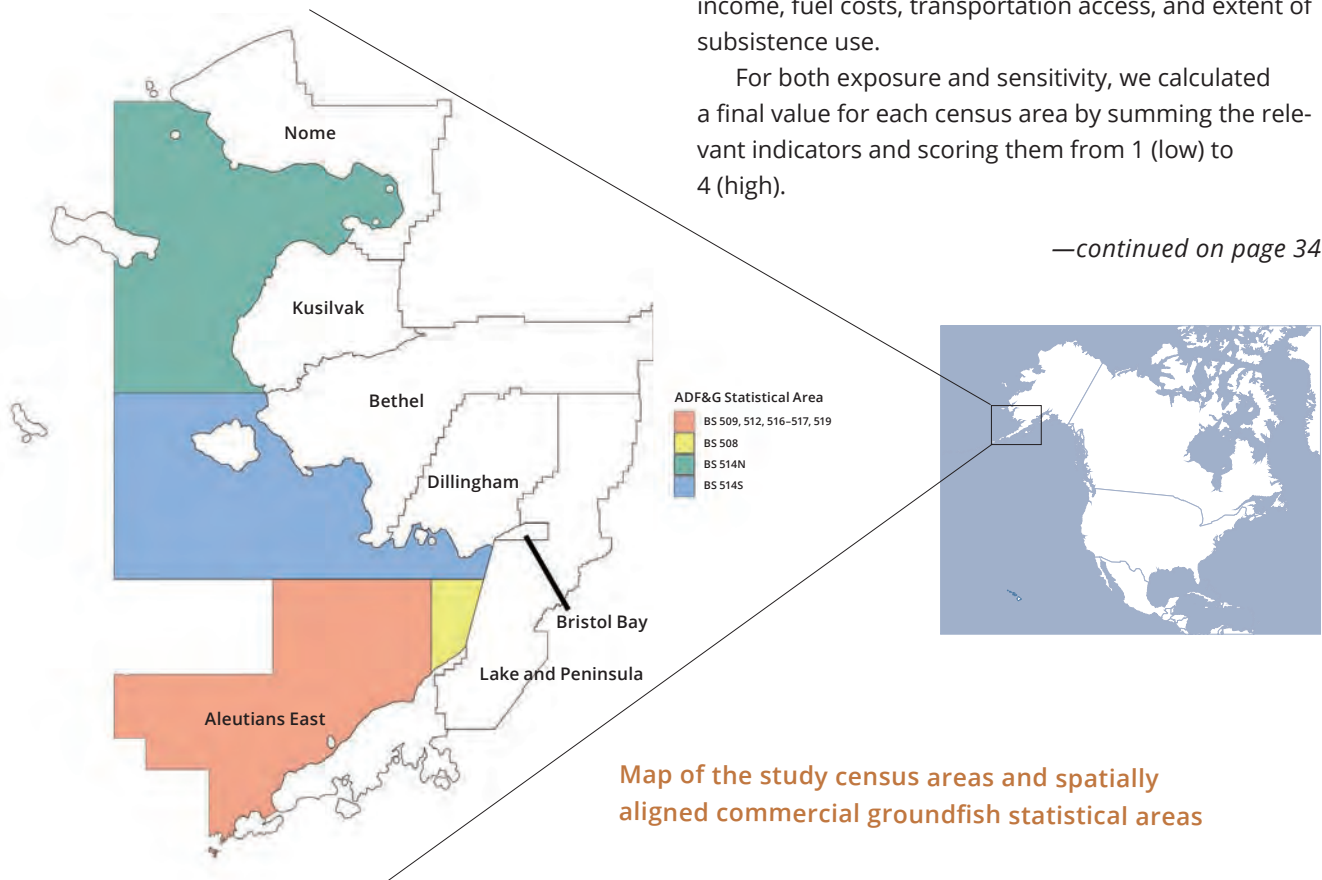 income, fuel costs, transportation access, and extent of
subsistence use.
For both exposure and sensitivity, we calculated
a final value for each census area by summing the rele-
vant indicators and scoring them from 1 (low) to
4 (high).
—continued on page 34
Nome
Kusilvak
Bethel
Dillingham
Bristol Bay
Lake and Peninsula
Aleutians East
ADF&G Statistical Area
BS 509, 512, 516–517, 519
BS 508
BS 514N
BS 514S
Map of the study census areas and spatially
aligned commercial groundfish statistical areas